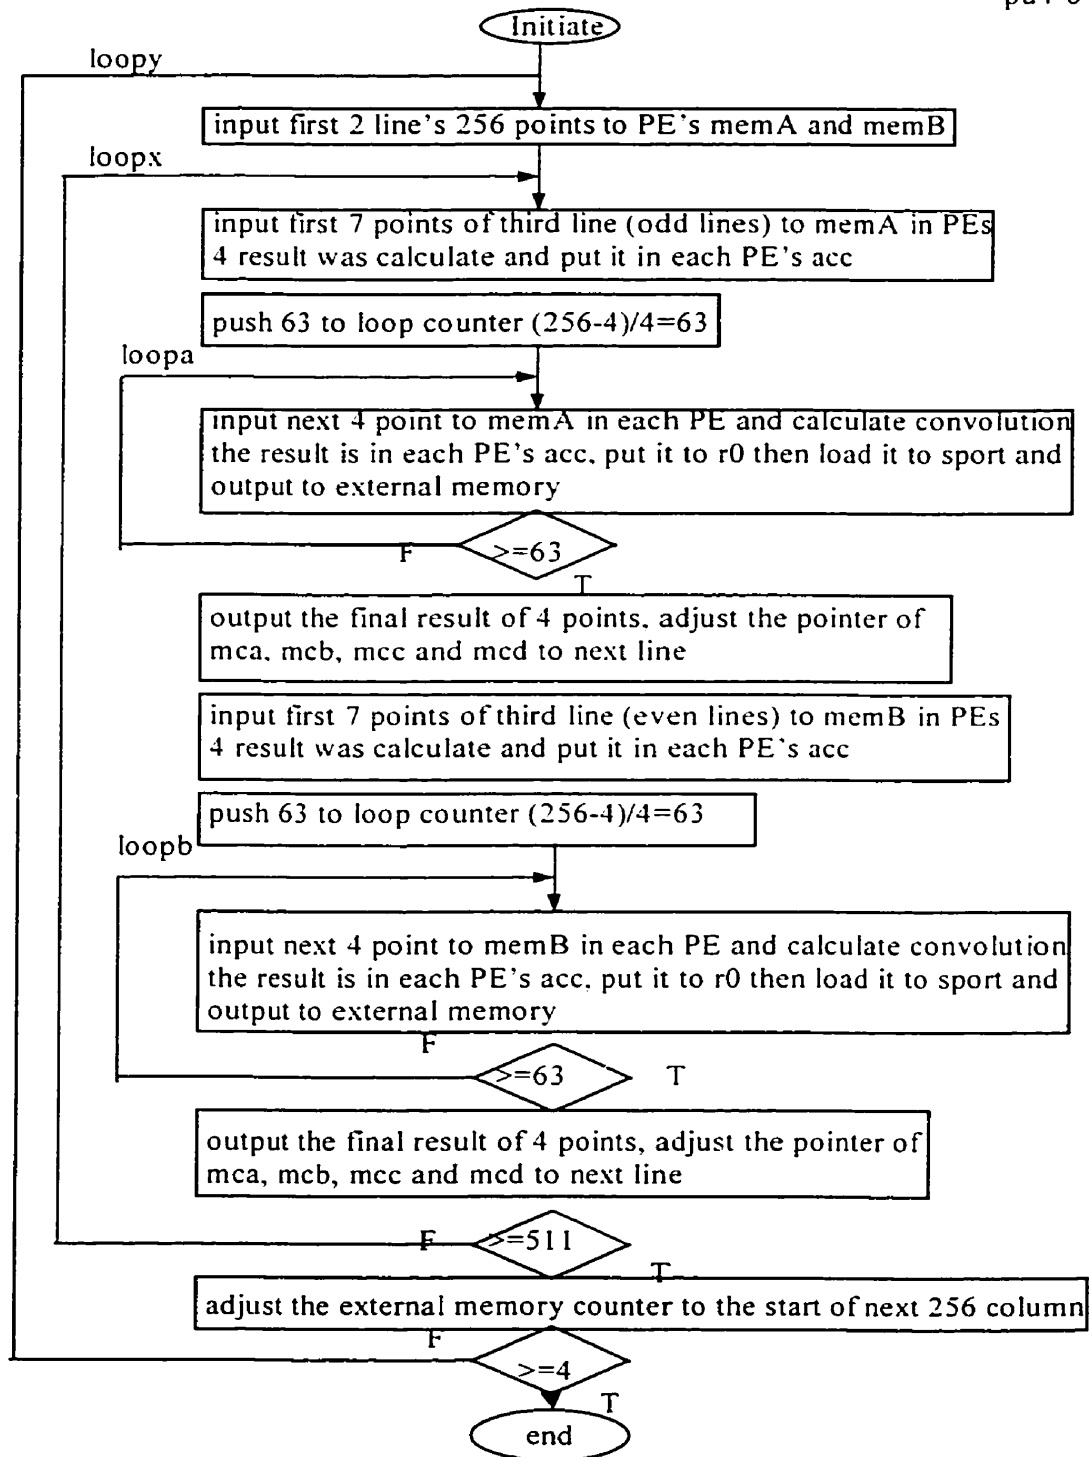 Initiate
loopy
input first 2 line's 256 points to PE's memA and memB
loopx
input first 7 points of third line (odd lines) to memA in PEs
4 result was calculate and put it in each PE's acc
push 63 to loop counter (256-4)/4=63
loopa
input next 4 point to memA in each PE and calculate convolution
the result is in each PE's acc, put it to r0 then load it to sport and
output to external memory
F
>=63
T
output the final result of 4 points, adjust the pointer of
mca, mcb, mcc and mcd to next line
input first 7 points of third line (even lines) to memB in PEs
4 result was calculate and put it in each PE's acc
push 63 to loop counter (256-4)/4=63
loopb
input next 4 point to memB in each PE and calculate convolution
the result is in each PE's acc, put it to r0 then load it to sport and
output to external memory
F
>=63
T
output the final result of 4 points, adjust the pointer of
mca, mcb, mcc and mcd to next line
F
>=511
T
adjust the external memory counter to the start of next 256 column
F
>=4
T
end